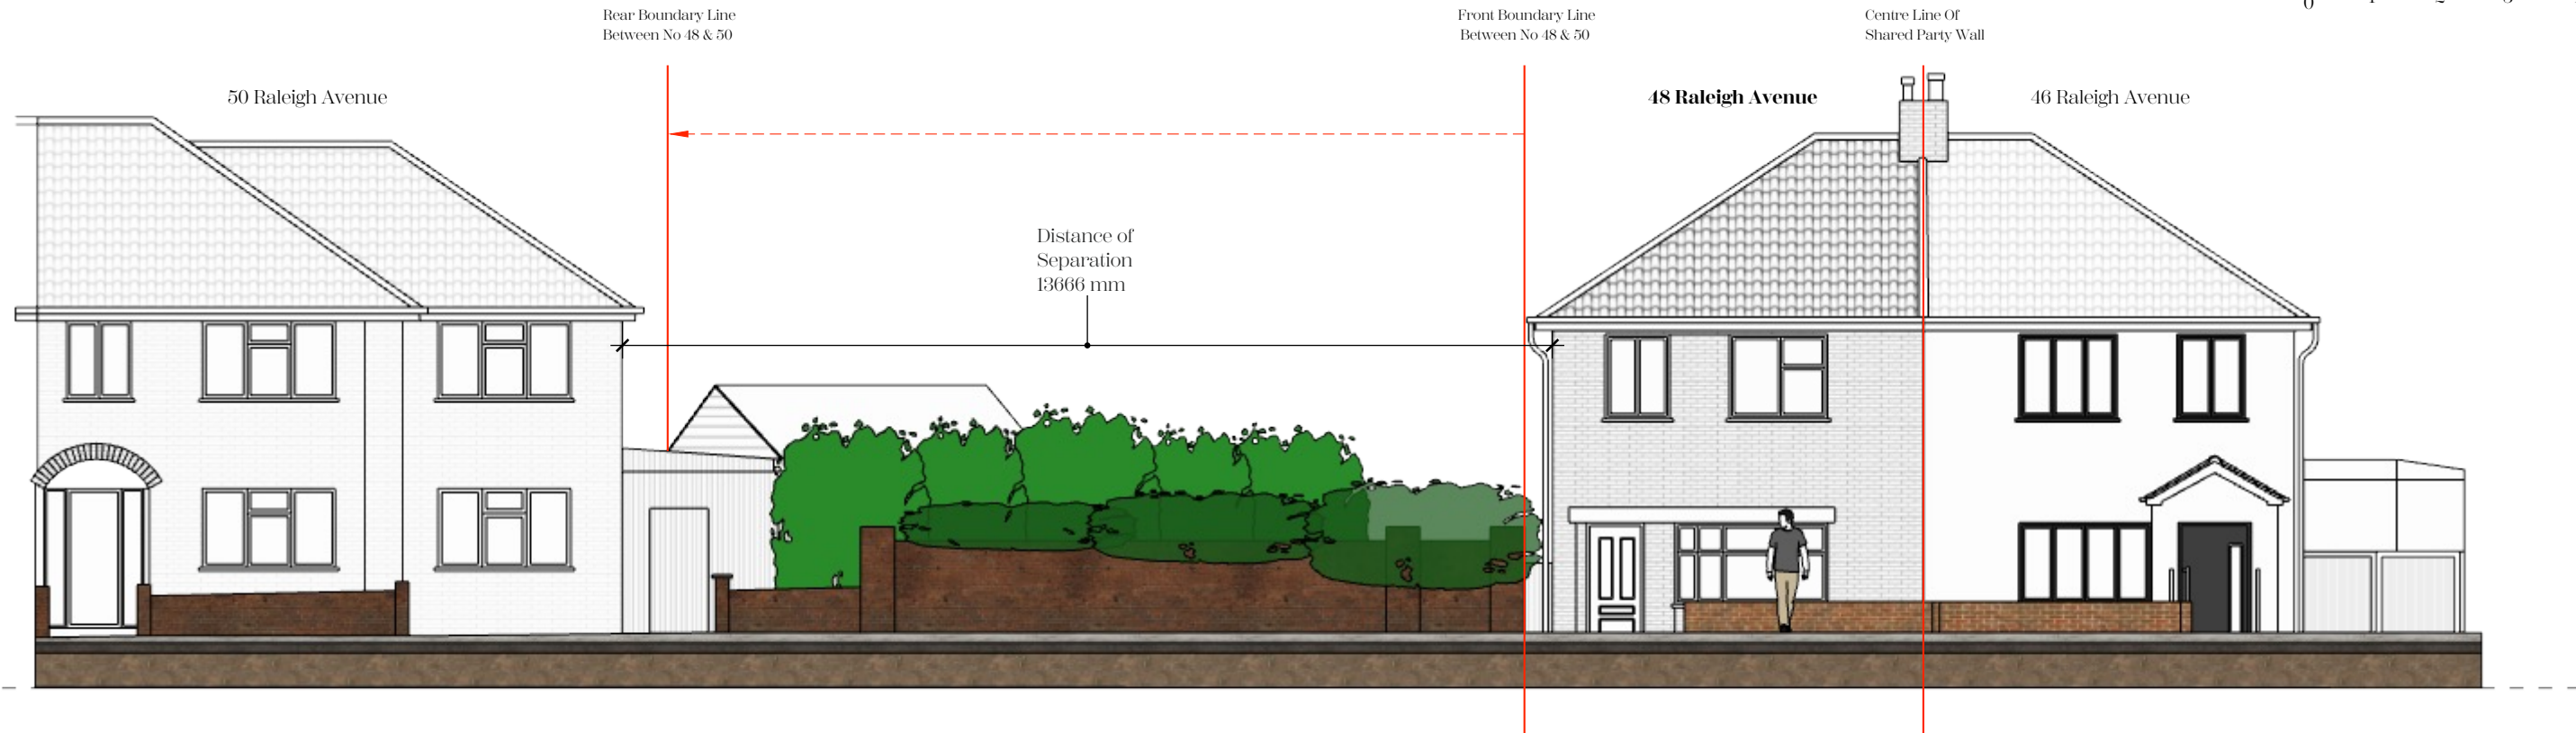 Rear Boundary Line
Between No 48 & 50
Front Boundary Line
Between No 48 & 50
Centre Line Of
Shared Party Wall
0
50 Raleigh Avenue
48 Raleigh Avenue
46 Raleigh Avenue
Distance of
Separation
13666 mm